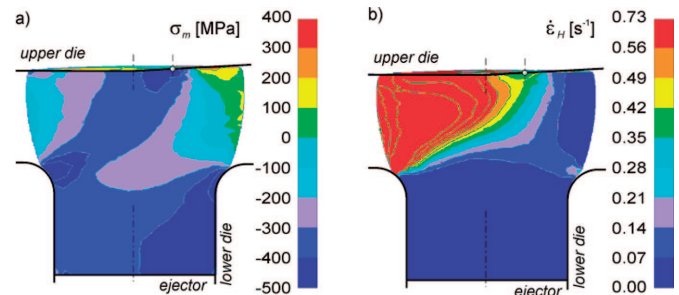 a)
σm [MPa]
upper die
400
300
200
100
0
-100
-200
-300
-400
-500
ejector
lower die
b)
ε̇H [s-1]
upper die
0.73
0.56
0.49
0.42
0.35
0.28
0.21
0.14
0.07
0.00
ejector
lower die